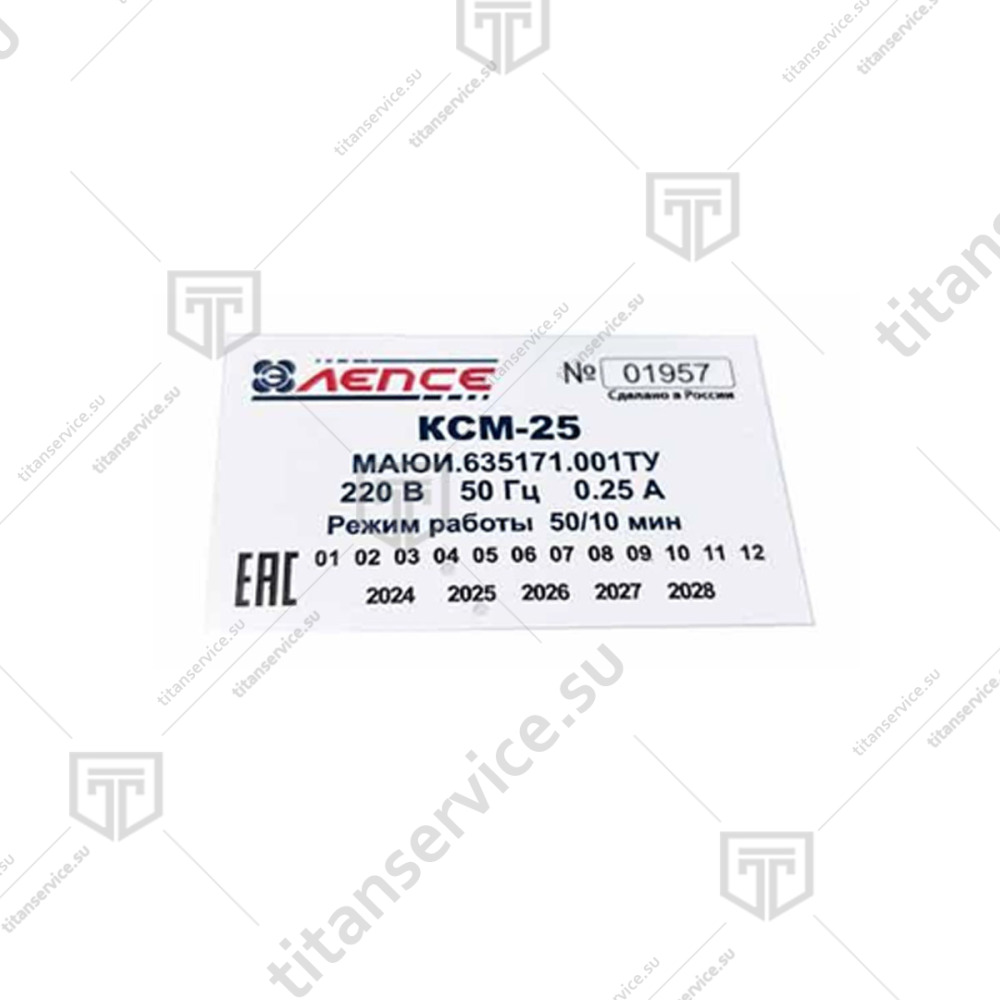 ЛЕПСЕ
№ 01957
Сделано в России
КСМ-25
МАЮИ.635171.001ТУ
220 В 50 Гц 0.25 А
Режим работы 50/10 мин
EAC 01 02 03 04 05 06 07 08 09 10 11 12
2024 2025 2026 2027 2028
titanservice.su